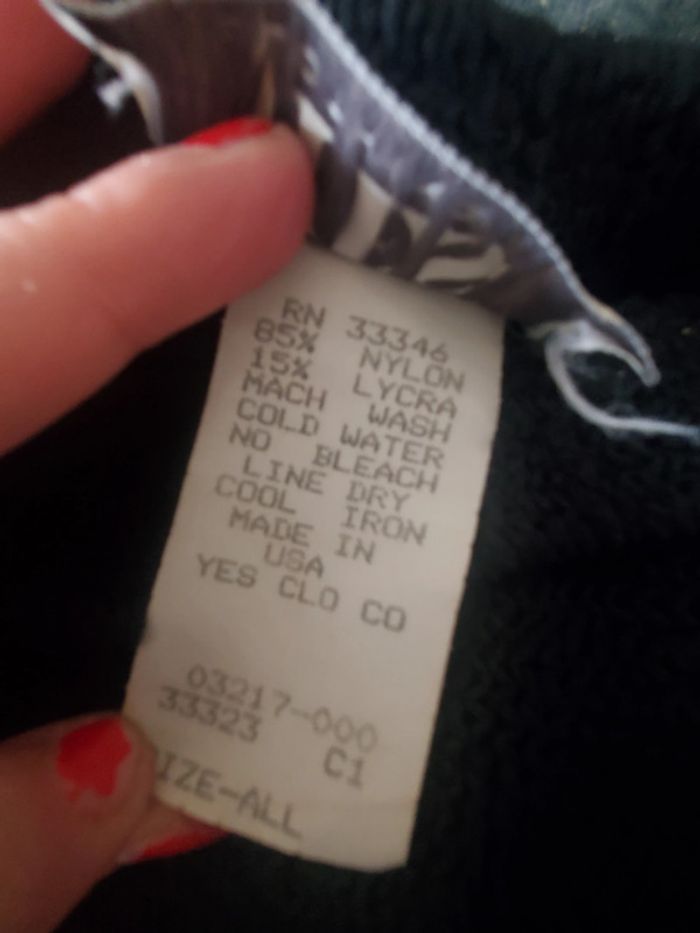 RN 33346
85% NYLON
15% LYCRA
MACH WASH
COLD WATER
NO BLEACH
LINE DRY
COOL IRON
MADE IN
USA
YES CLO CO
03217-000
33323 C1
IZE-ALL